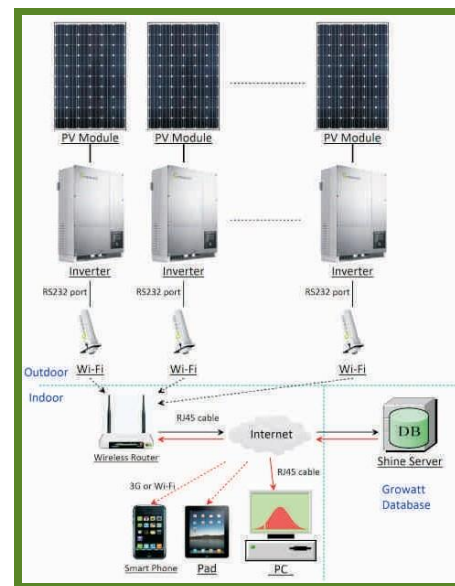 PV Module PV Module PV Module
Inverter Inverter Inverter
RS232 port RS232 port RS232 port
Outdoor Wi-Fi Wi-Fi Wi-Fi
Indoor
RJ45 cable
Internet
DB
Wireless Router
Shine Server
RJ45 cable
3G or Wi-Fi
Growatt
Database
Smart Phone Pad PC